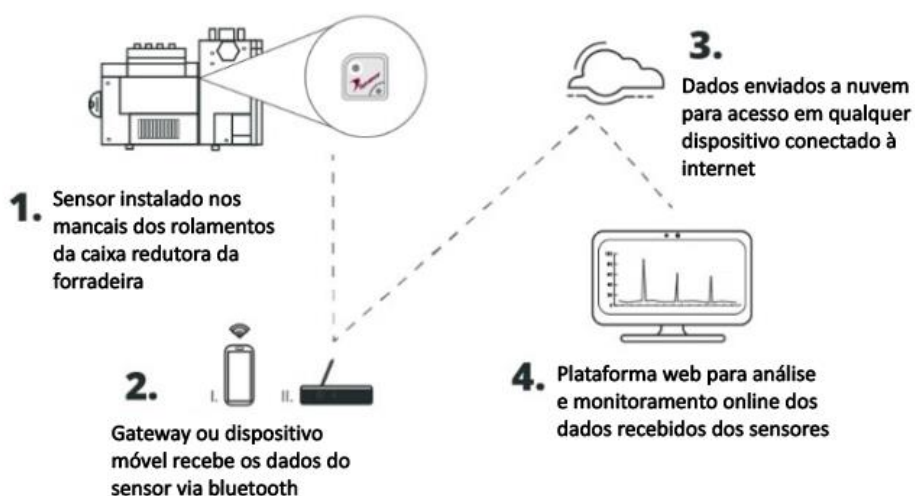 1. Sensor instalado nos
mancais dos rolamentos
da caixa redutora da
forradeira
2.
I.
II.
Gateway ou dispositivo
móvel recebe os dados do
sensor via bluetooth
3.
Dados enviados a nuvem
para acesso em qualquer
dispositivo conectado à
internet
4. Plataforma web para análise
e monitoramento online dos
dados recebidos dos sensores